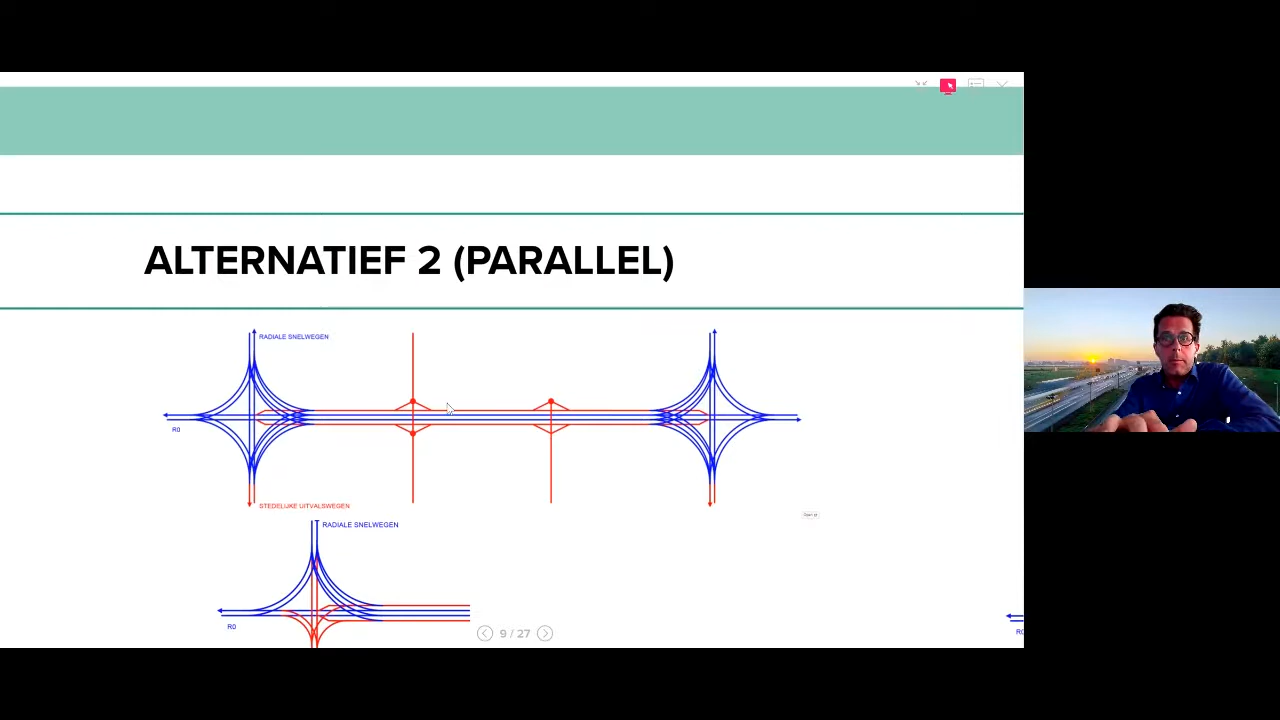 ALTERNATIEF 2 (PARALLEL)
RADIALE SNELWEGEN
R0
STEDELIJKE UITVALSWEGEN
RADIALE SNELWEGEN
R0
9 / 27